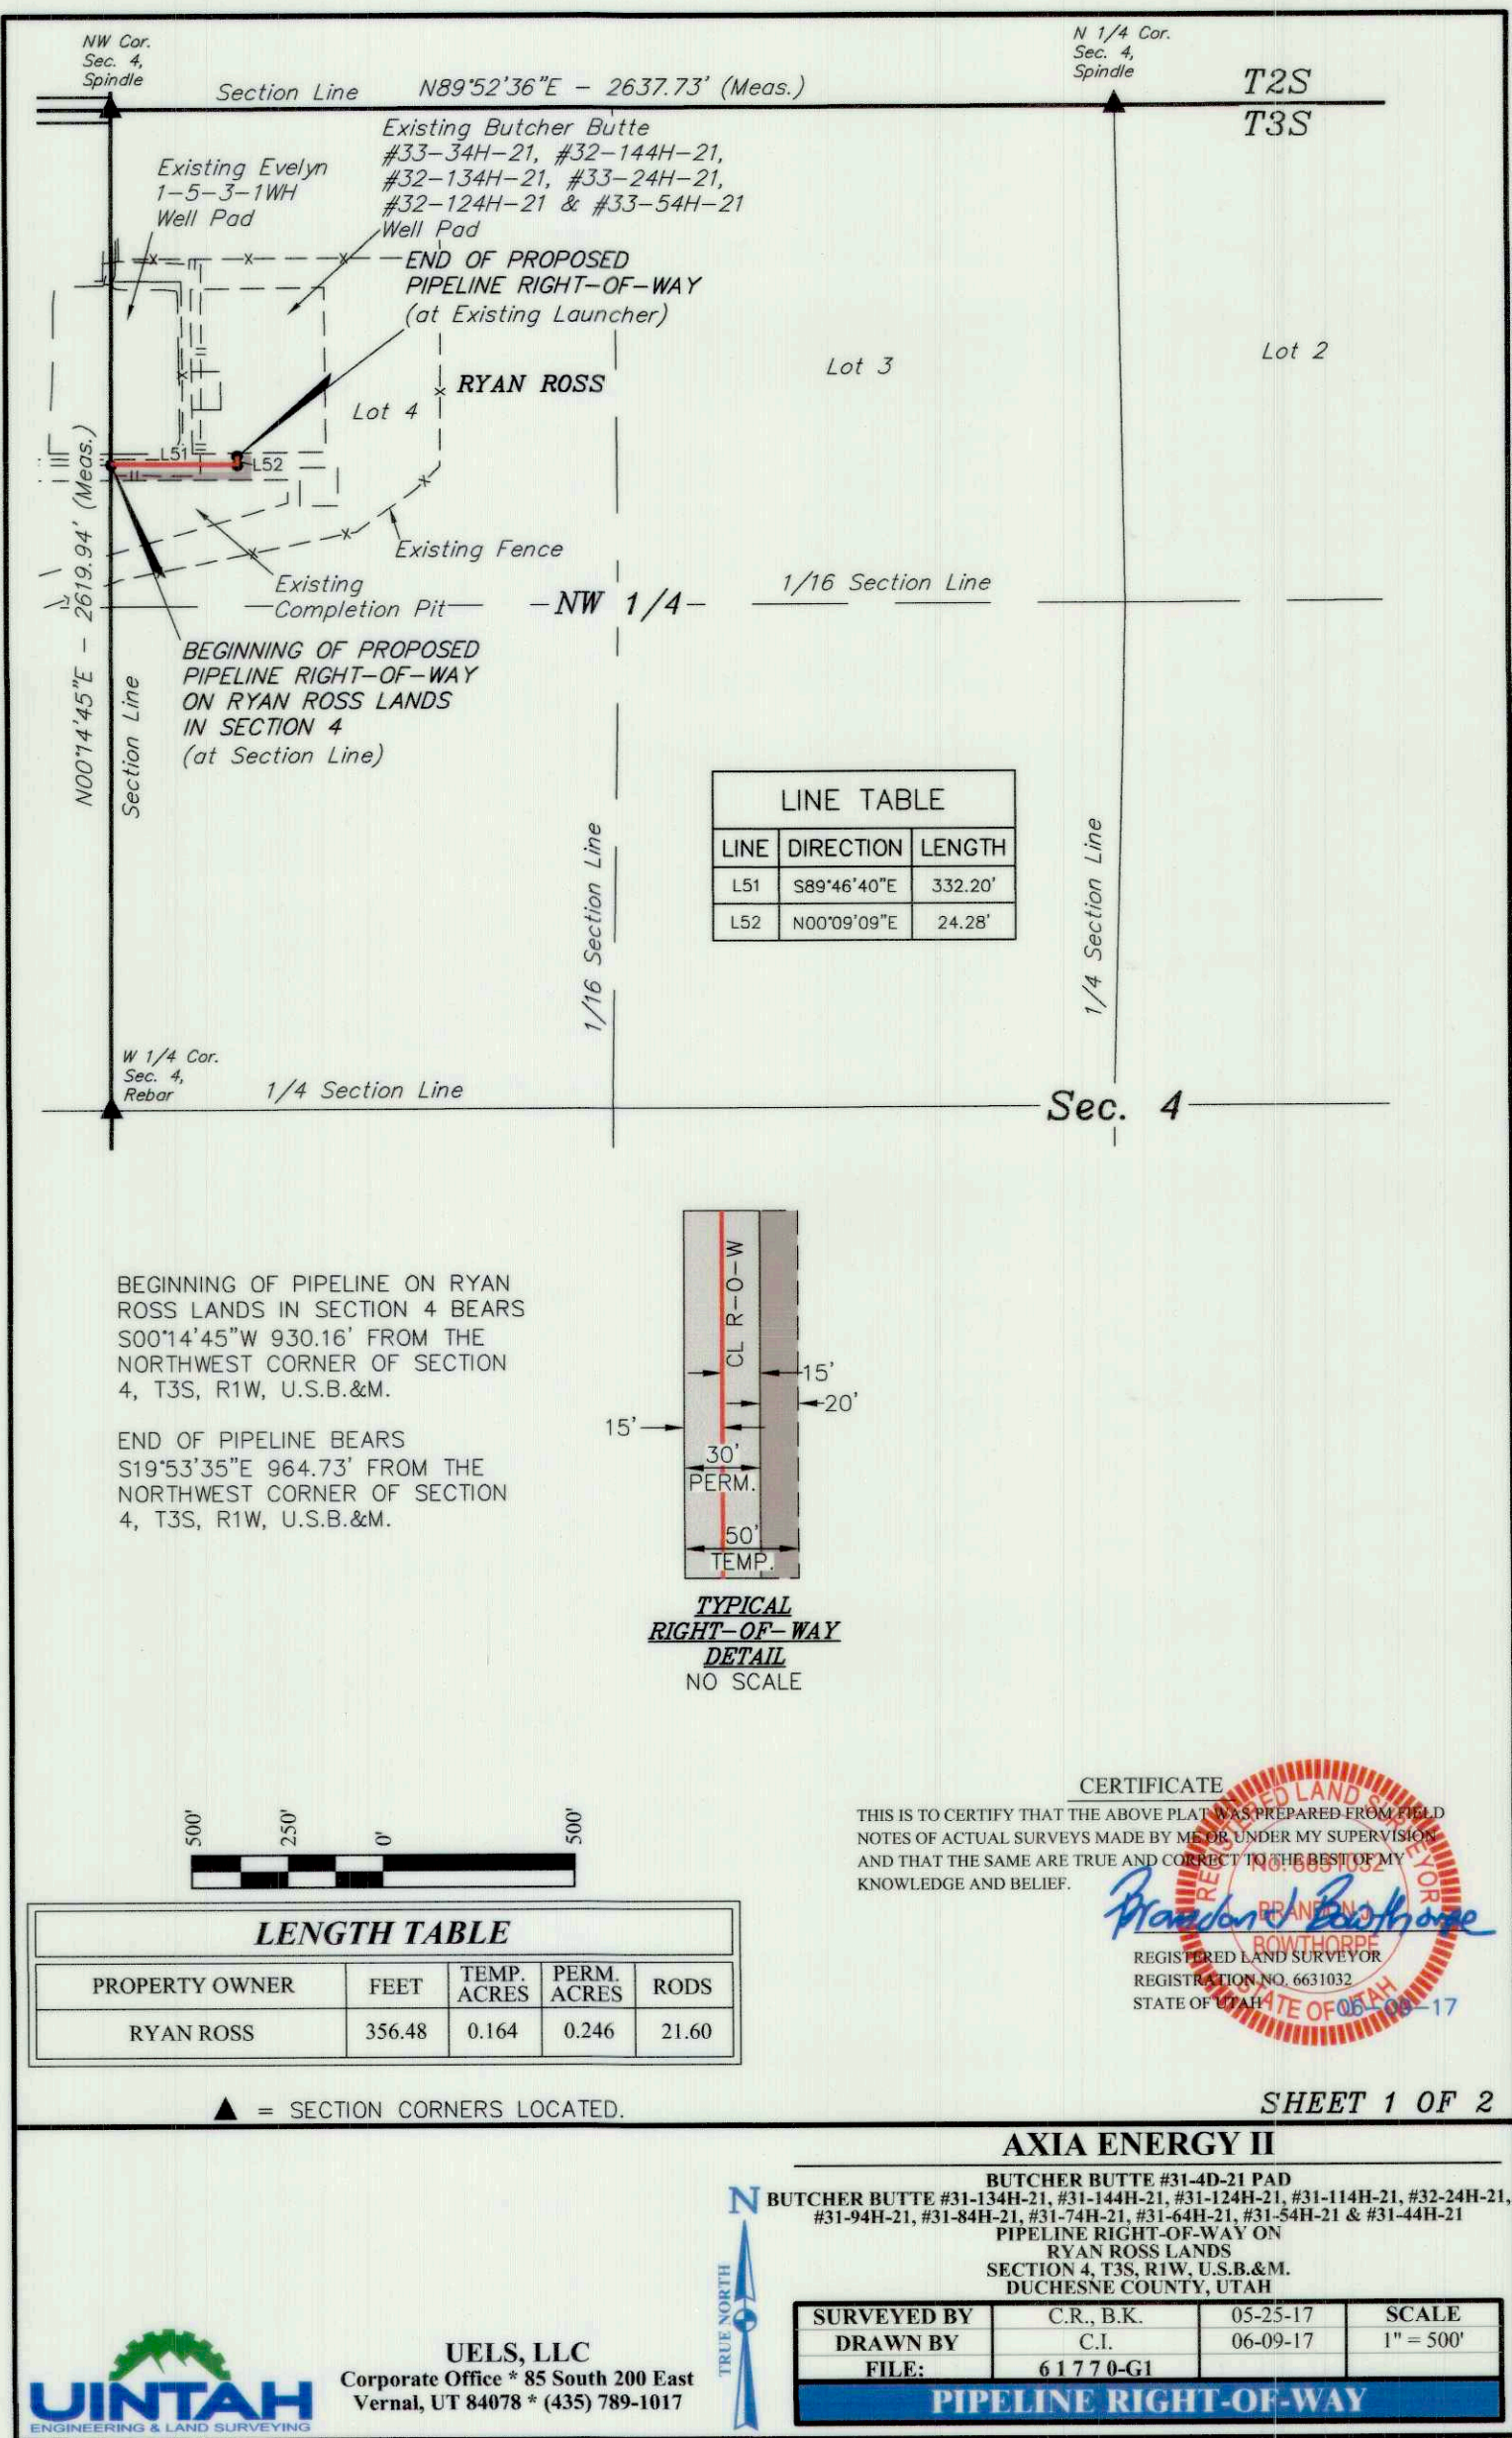 NW Cor.
Sec. 4,
Spindle
Section Line N89°52'36"E - 2637.73' (Meas.)
N 1/4 Cor.
Sec. 4,
Spindle
T2S
T3S
Existing Evelyn
1-5-3-1WH
Well Pad
Existing Butcher Butte
#33-34H-21, #32-144H-21,
#32-134H-21, #33-24H-21,
#32-124H-21 & #33-54H-21
Well Pad
END OF PROPOSED
PIPELINE RIGHT-OF-WAY
(at Existing Launcher)
RYAN ROSS
Lot 4
Lot 3
Lot 2
L51
L52
Existing Fence
Existing
Completion Pit
NW 1/4
1/16 Section Line
N00°14'45"E - 2619.94' (Meas.)
Section Line
BEGINNING OF PROPOSED
PIPELINE RIGHT-OF-WAY
ON RYAN ROSS LANDS
IN SECTION 4
(at Section Line)
LINE TABLE
LINE DIRECTION LENGTH
L51 S89°46'40"E 332.20'
L52 N00°09'09"E 24.28'
1/16 Section Line
1/4 Section Line
W 1/4 Cor.
Sec. 4,
Rebar
1/4 Section Line
Sec. 4
BEGINNING OF PIPELINE ON RYAN
ROSS LANDS IN SECTION 4 BEARS
S00°14'45"W 930.16' FROM THE
NORTHWEST CORNER OF SECTION
4, T3S, R1W, U.S.B.&M.
END OF PIPELINE BEARS
S19°53'35"E 964.73' FROM THE
NORTHWEST CORNER OF SECTION
4, T3S, R1W, U.S.B.&M.
CL R-O-W
15'
20'
15'
30'
PERM.
50'
TEMP.
TYPICAL
RIGHT-OF-WAY
DETAIL
NO SCALE
500' 250' 0' 500'
LENGTH TABLE
PROPERTY OWNER FEET TEMP. ACRES PERM. ACRES RODS
RYAN ROSS 356.48 0.164 0.246 21.60
▲ = SECTION CORNERS LOCATED.
CERTIFICATE
THIS IS TO CERTIFY THAT THE ABOVE PLAT WAS PREPARED FROM FIELD
NOTES OF ACTUAL SURVEYS MADE BY ME OR UNDER MY SUPERVISION
AND THAT THE SAME ARE TRUE AND CORRECT TO THE BEST OF MY
KNOWLEDGE AND BELIEF.
REGISTERED LAND SURVEYOR
No. 6631032
BRANDON J.
BOWTHORPE
STATE OF UTAH
Brandon J Bowthorpe
REGISTERED LAND SURVEYOR
REGISTRATION NO. 6631032
STATE OF UTAH
SHEET 1 OF 2
AXIA ENERGY II
BUTCHER BUTTE #31-4D-21 PAD
BUTCHER BUTTE #31-134H-21, #31-144H-21, #31-124H-21, #31-114H-21, #32-24H-21,
#31-94H-21, #31-84H-21, #31-74H-21, #31-64H-21, #31-54H-21 & #31-44H-21
PIPELINE RIGHT-OF-WAY ON
RYAN ROSS LANDS
SECTION 4, T3S, R1W, U.S.B.&M.
DUCHESNE COUNTY, UTAH
N
TRUE NORTH
SURVEYED BY C.R., B.K. 05-25-17 SCALE
DRAWN BY C.I. 06-09-17 1" = 500'
FILE: 61770-G1
PIPELINE RIGHT-OF-WAY
UINTAH
ENGINEERING & LAND SURVEYING
UELS, LLC
Corporate Office * 85 South 200 East
Vernal, UT 84078 * (435) 789-1017